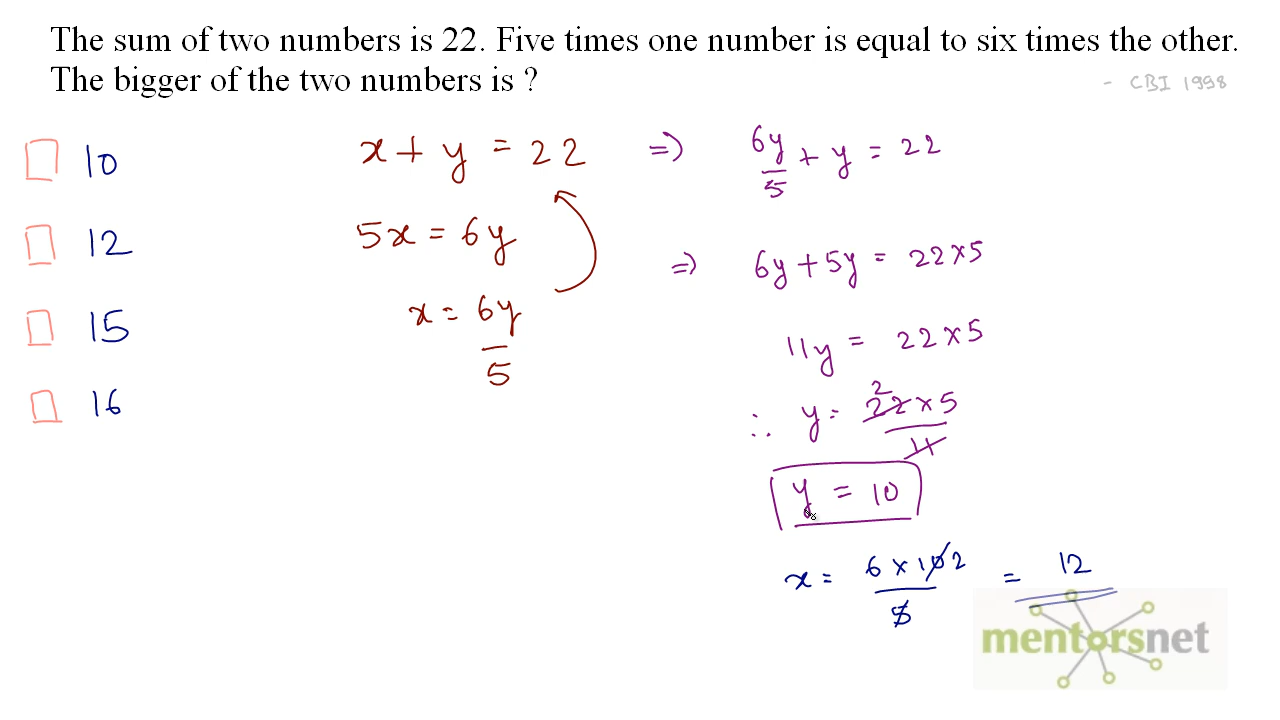 The sum of two numbers is 22. Five times one number is equal to six times the other.
The bigger of the two numbers is ?
- CBI 1998
10
12
15
16
x + y = 22
5x = 6y
x = 6y/5
⇒ 6y/5 + y = 22
⇒ 6y + 5y = 22×5
11y = 22×5
∴ y = 22×5/11
2
y = 10
x = 6×10/5 2 = 12
mentorsnet